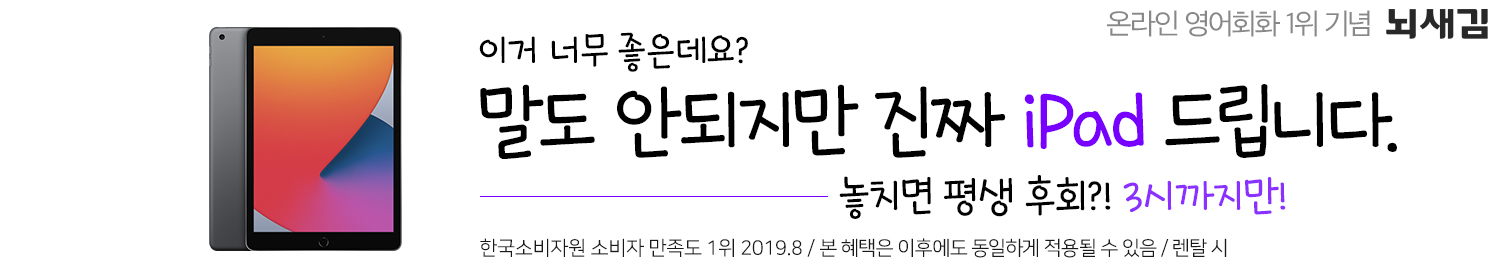 온라인 영어회화 1위 기념 뇌새김
이거 너무 좋은데요?
말도 안되지만 진짜 iPad 드립니다.
놓치면 평생 후회?! 3시까지만!
한국소비자원 소비자 만족도 1위 2019.8 / 본 혜택은 이후에도 동일하게 적용될 수 있음 / 렌탈 시